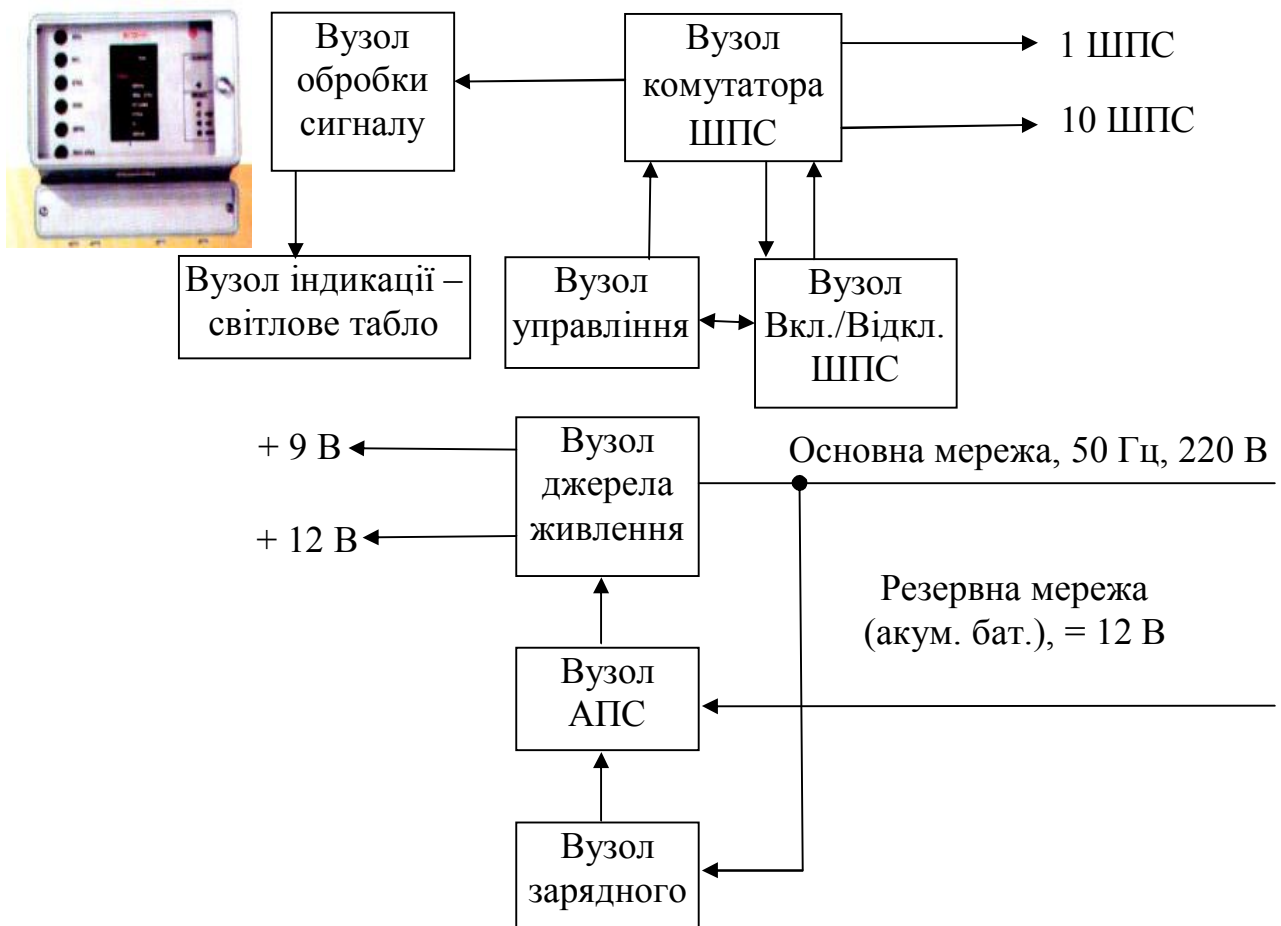 Вузол
обробки
сигналу
Вузол
комутатора
ШПС
1 ШПС
10 ШПС
Вузол індикації –
світлове табло
Вузол
управління
Вузол
Вкл./Відкл.
ШПС
+ 9 В
+ 12 В
Вузол
джерела
живлення
Основна мережа, 50 Гц, 220 В
Резервна мережа
(акум. бат.), = 12 В
Вузол
АПС
Вузол
зарядного